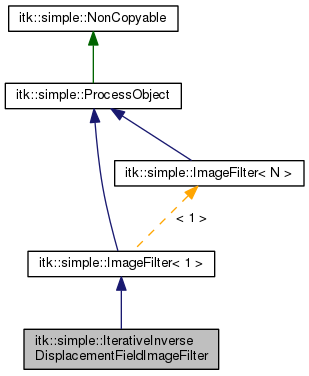 itk::simple::NonCopyable
itk::simple::ProcessObject
itk::simple::ImageFilter< N >
< 1 >
itk::simple::ImageFilter< 1 >
itk::simple::IterativeInverse
DisplacementFieldImageFilter